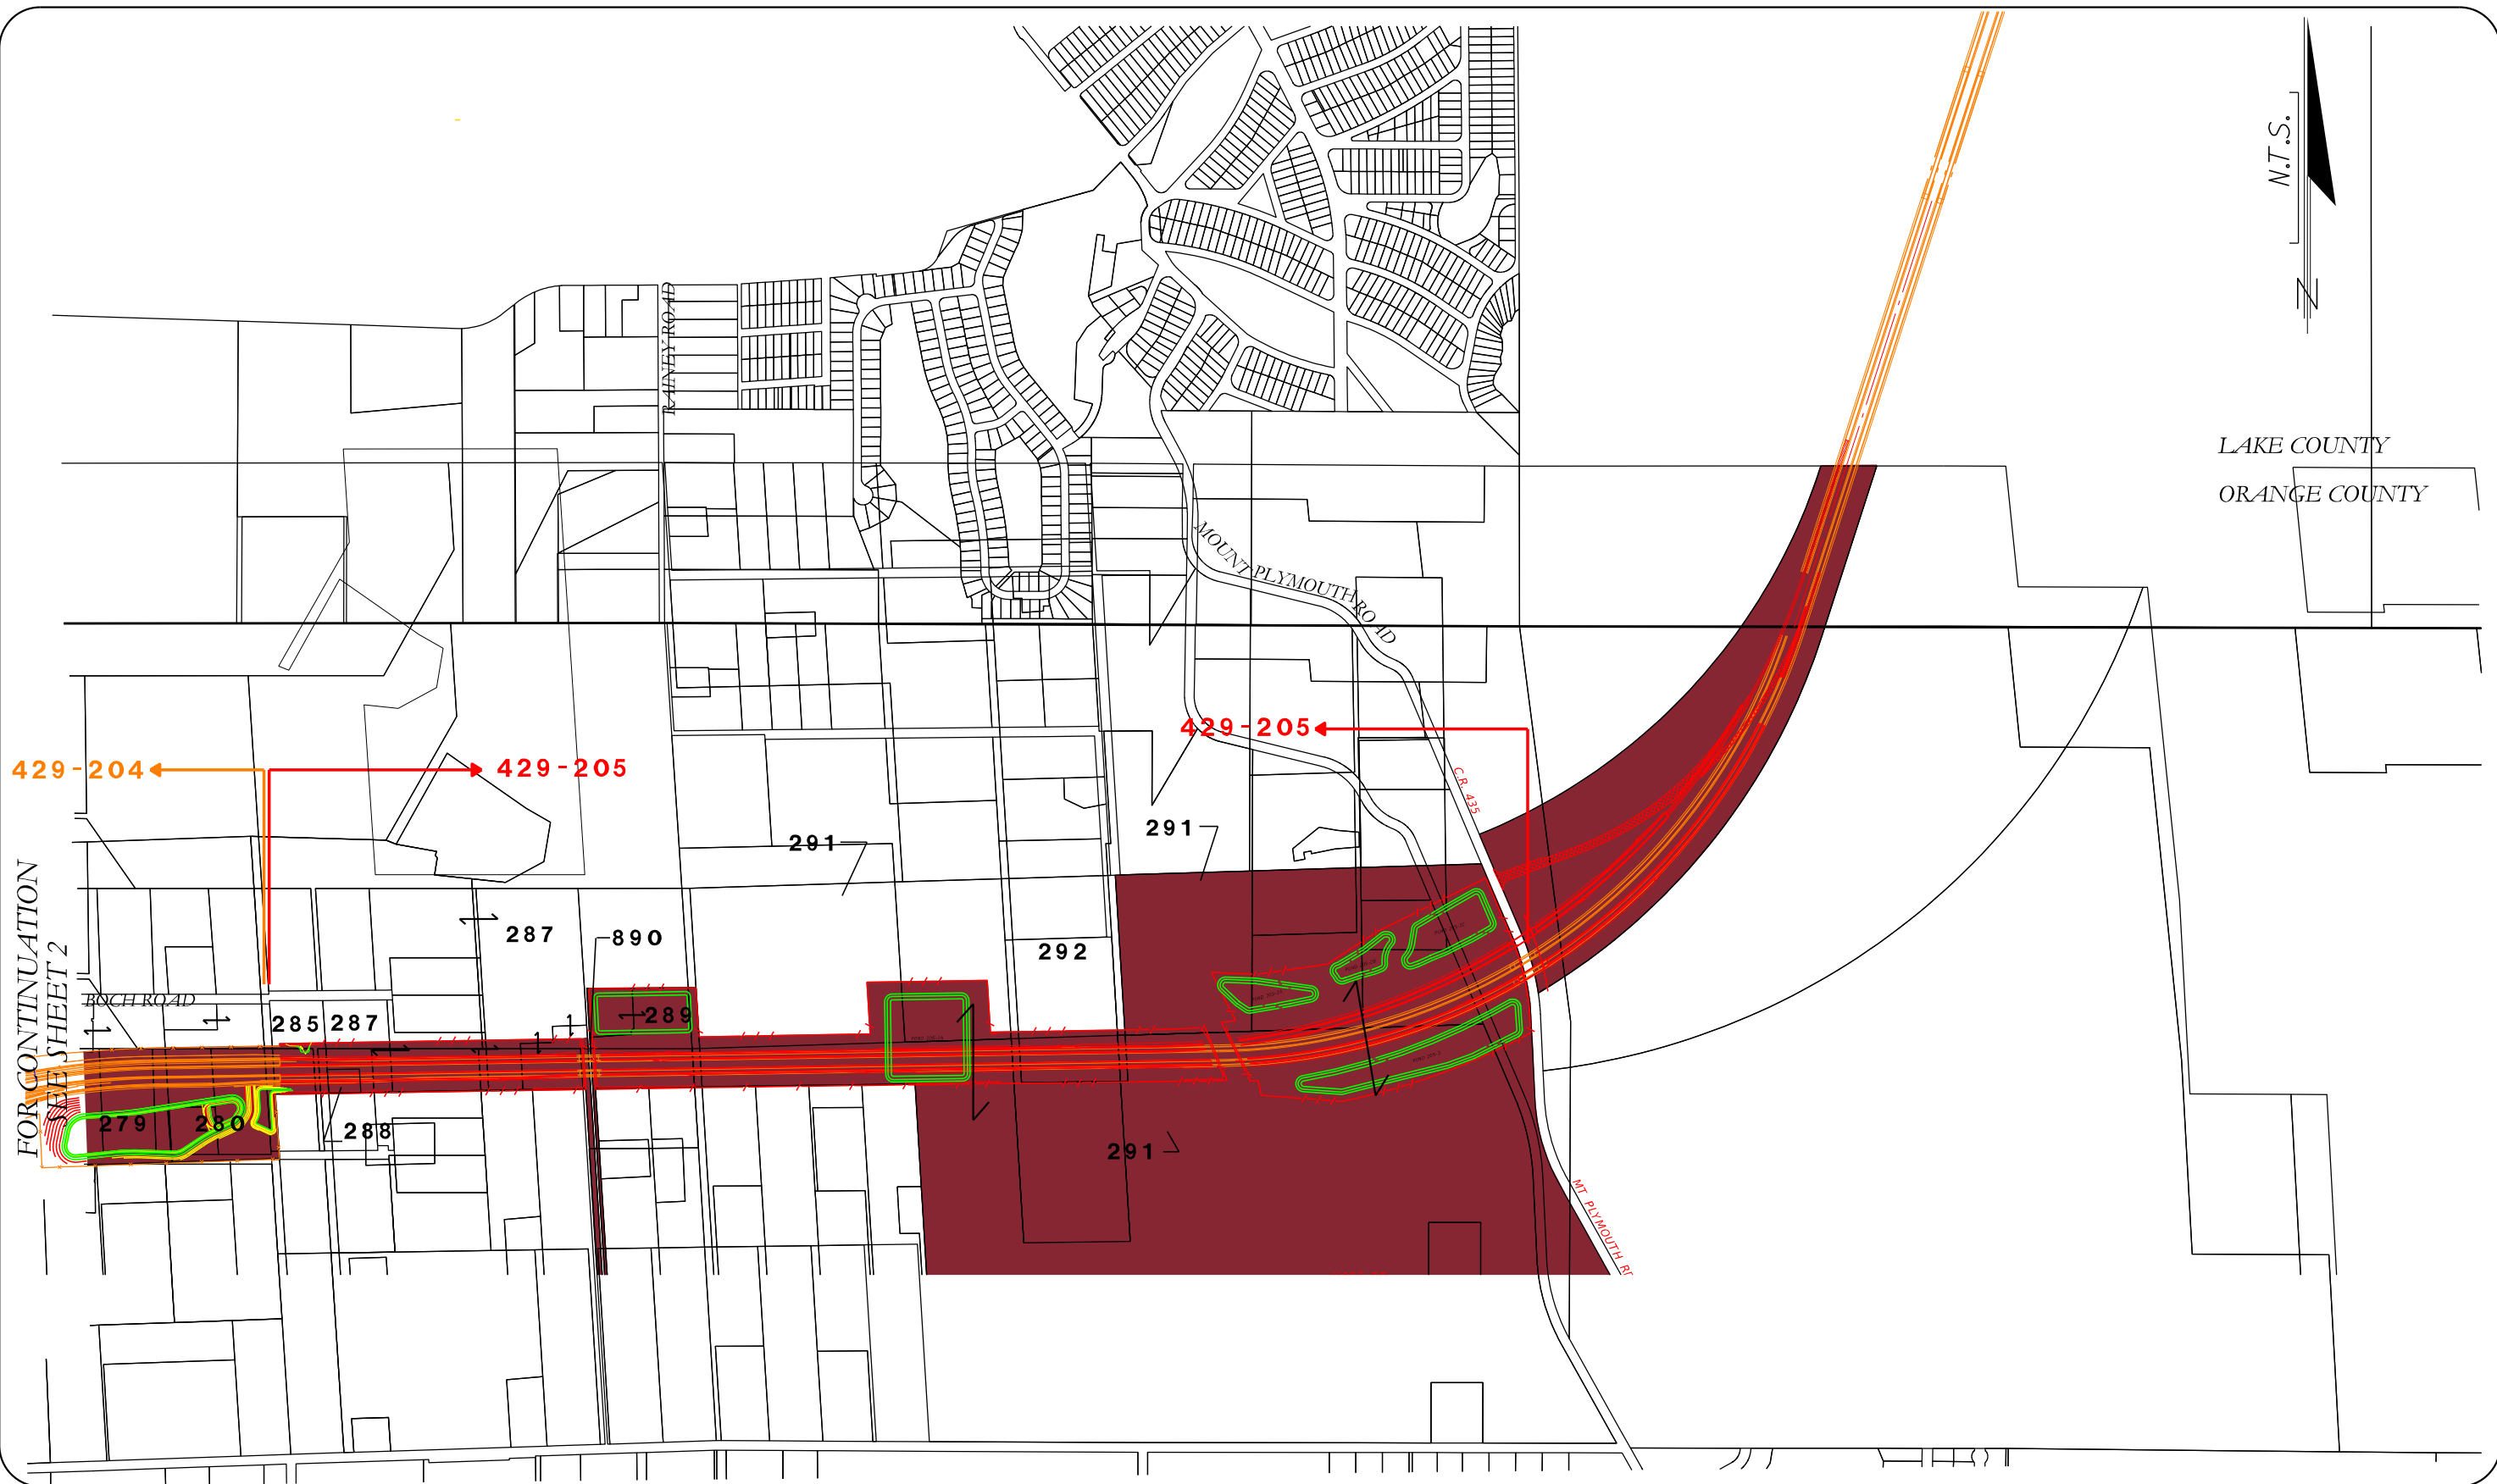 N.T.S.
N
RAINEY ROAD
LAKE COUNTY
ORANGE COUNTY
MOUNT PLYMOUTH ROAD
429-205
429-204
429-205
C.R. 435
291
291
FOR CONTINUATION
SEE SHEET 2
287
890
292
BOCH ROAD
285
287
289
279
280
288
291
MT. PLYMOUTH RD